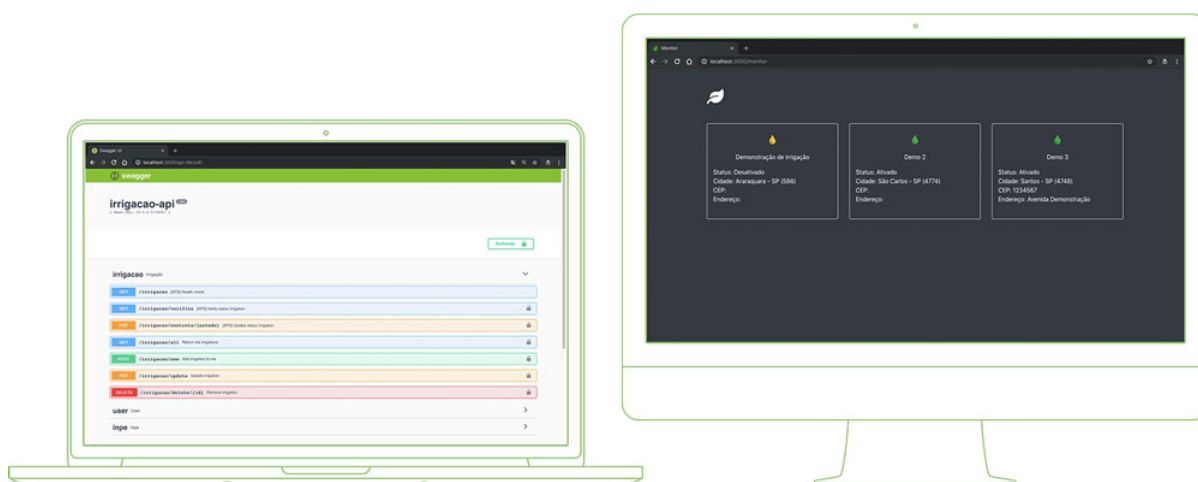 Swagger UI
localhost:3000/api-docs/#/
swagger
irrigacao-api
Authorize
irrigacao Irrigação
GET /irrigacao [API] Health check
GET /irrigacao/verifica [API] Verify status irrigation
PUT /irrigacao/controle/{estado} [API] Update status irrigation
GET /irrigacao/all Return me irrigations
POST /irrigacao/new Add irrigation to me
PUT /irrigacao/update Update irrigation
DELETE /irrigacao/delete/{id} Remove irrigation
user User
inpe
Monitor
localhost:3000/monitor
Demonstração de irrigação
Status: Desativado
Cidade: Araraquara - SP (586)
CEP:
Endereço:
Demo 2
Status: Ativado
Cidade: São Carlos - SP (4774)
CEP:
Endereço:
Demo 3
Status: Ativado
Cidade: Santos - SP (4748)
CEP: 1234567
Endereço: Avenida Demonstração